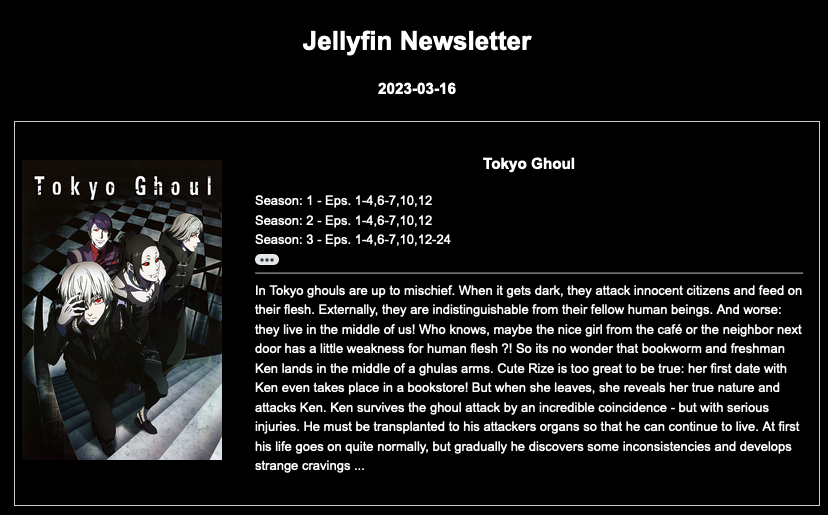 Jellyfin Newsletter
2023-03-16
Tokyo Ghoul
Tokyo Ghoul
Season: 1 - Eps. 1-4,6-7,10,12
Season: 2 - Eps. 1-4,6-7,10,12
Season: 3 - Eps. 1-4,6-7,10,12-24
In Tokyo ghouls are up to mischief. When it gets dark, they attack innocent citizens and feed on
their flesh. Externally, they are indistinguishable from their fellow human beings. And worse:
they live in the middle of us! Who knows, maybe the nice girl from the café or the neighbor next
door has a little weakness for human flesh ?! So its no wonder that bookworm and freshman
Ken lands in the middle of a ghulas arms. Cute Rize is too great to be true: her first date with
Ken even takes place in a bookstore! But when she leaves, she reveals her true nature and
attacks Ken. Ken survives the ghoul attack by an incredible coincidence - but with serious
injuries. He must be transplanted to his attackers organs so that he can continue to live. At first
his life goes on quite normally, but gradually he discovers some inconsistencies and develops
strange cravings ...